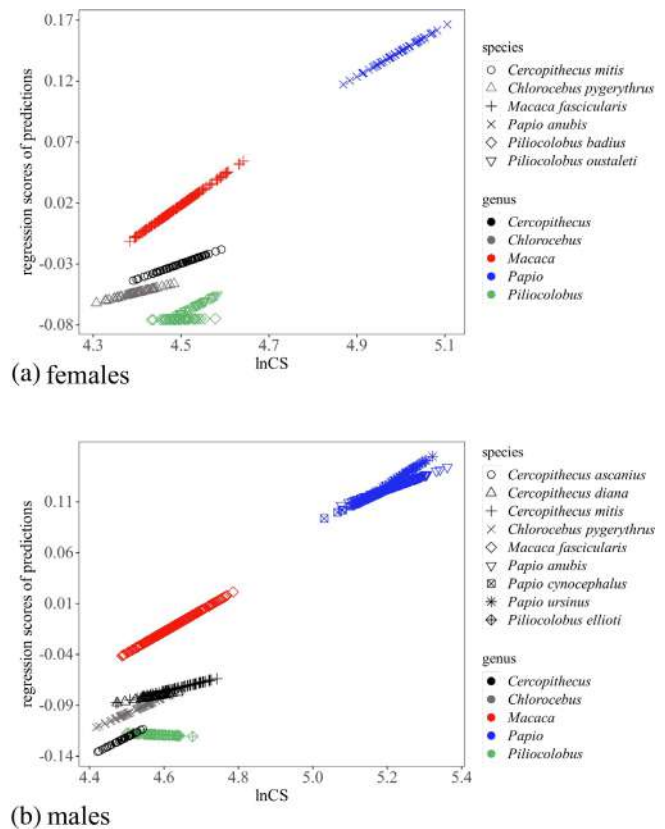 0.17
0.12
0.07
0.02
-0.03
-0.08
regression scores of predictions
4.3 4.5 4.7 4.9 5.1
lnCS
species
Cercopithecus mitis
Chlorocebus pygerythrus
Macaca fascicularis
Papio anubis
Piliocolobus badius
Piliocolobus oustaleti
genus
Cercopithecus
Chlorocebus
Macaca
Papio
Piliocolobus
(a) females
0.11
0.06
0.01
-0.04
-0.09
-0.14
regression scores of predictions
4.4 4.6 4.8 5.0 5.2 5.4
lnCS
species
Cercopithecus ascanius
Cercopithecus diana
Cercopithecus mitis
Chlorocebus pygerythrus
Macaca fascicularis
Papio anubis
Papio cynocephalus
Papio ursinus
Piliocolobus ellioti
genus
Cercopithecus
Chlorocebus
Macaca
Papio
Piliocolobus
(b) males